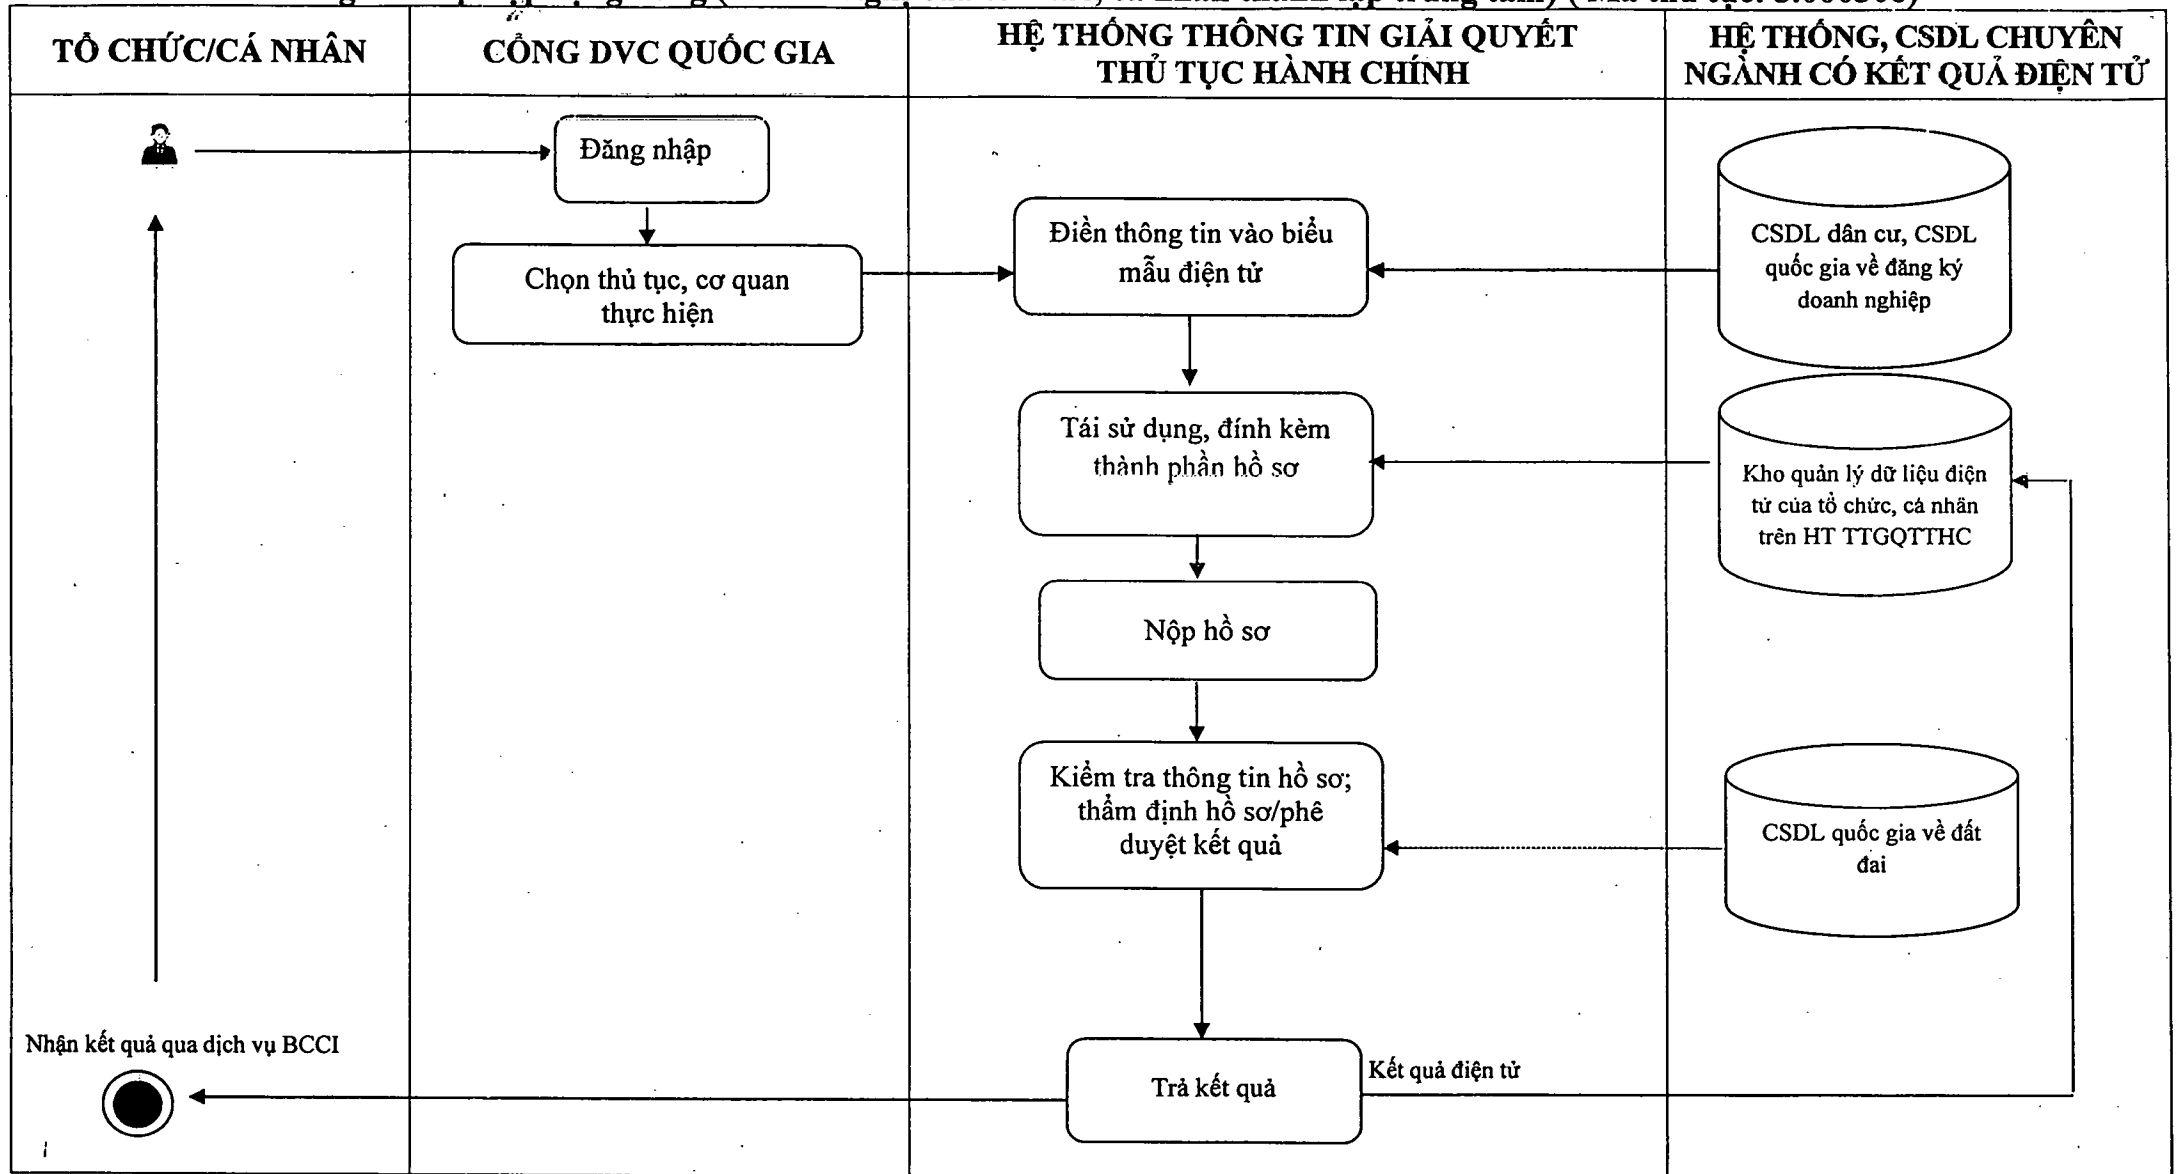 TỔ CHỨC/CÁ NHÂN
CỔNG DVC QUỐC GIA
HỆ THỐNG THÔNG TIN GIẢI QUYẾT
THỦ TỤC HÀNH CHÍNH
HỆ THỐNG, CSDL CHUYÊN
NGÀNH CÓ KẾT QUẢ ĐIỆN TỬ
Đăng nhập
Chọn thủ tục, cơ quan
thực hiện
Điền thông tin vào biểu
mẫu điện tử
CSDL dân cư, CSDL
quốc gia về đăng ký
doanh nghiệp
Tái sử dụng, đính kèm
thành phần hồ sơ
Kho quản lý dữ liệu điện
tử của tổ chức, cá nhân
trên HT TTGQTTHC
Nộp hồ sơ
Kiểm tra thông tin hồ sơ;
thẩm định hồ sơ/phê
duyệt kết quả
CSDL quốc gia về đất
đai
Nhận kết quả qua dịch vụ BCCI
Trả kết quả
Kết quả điện tử